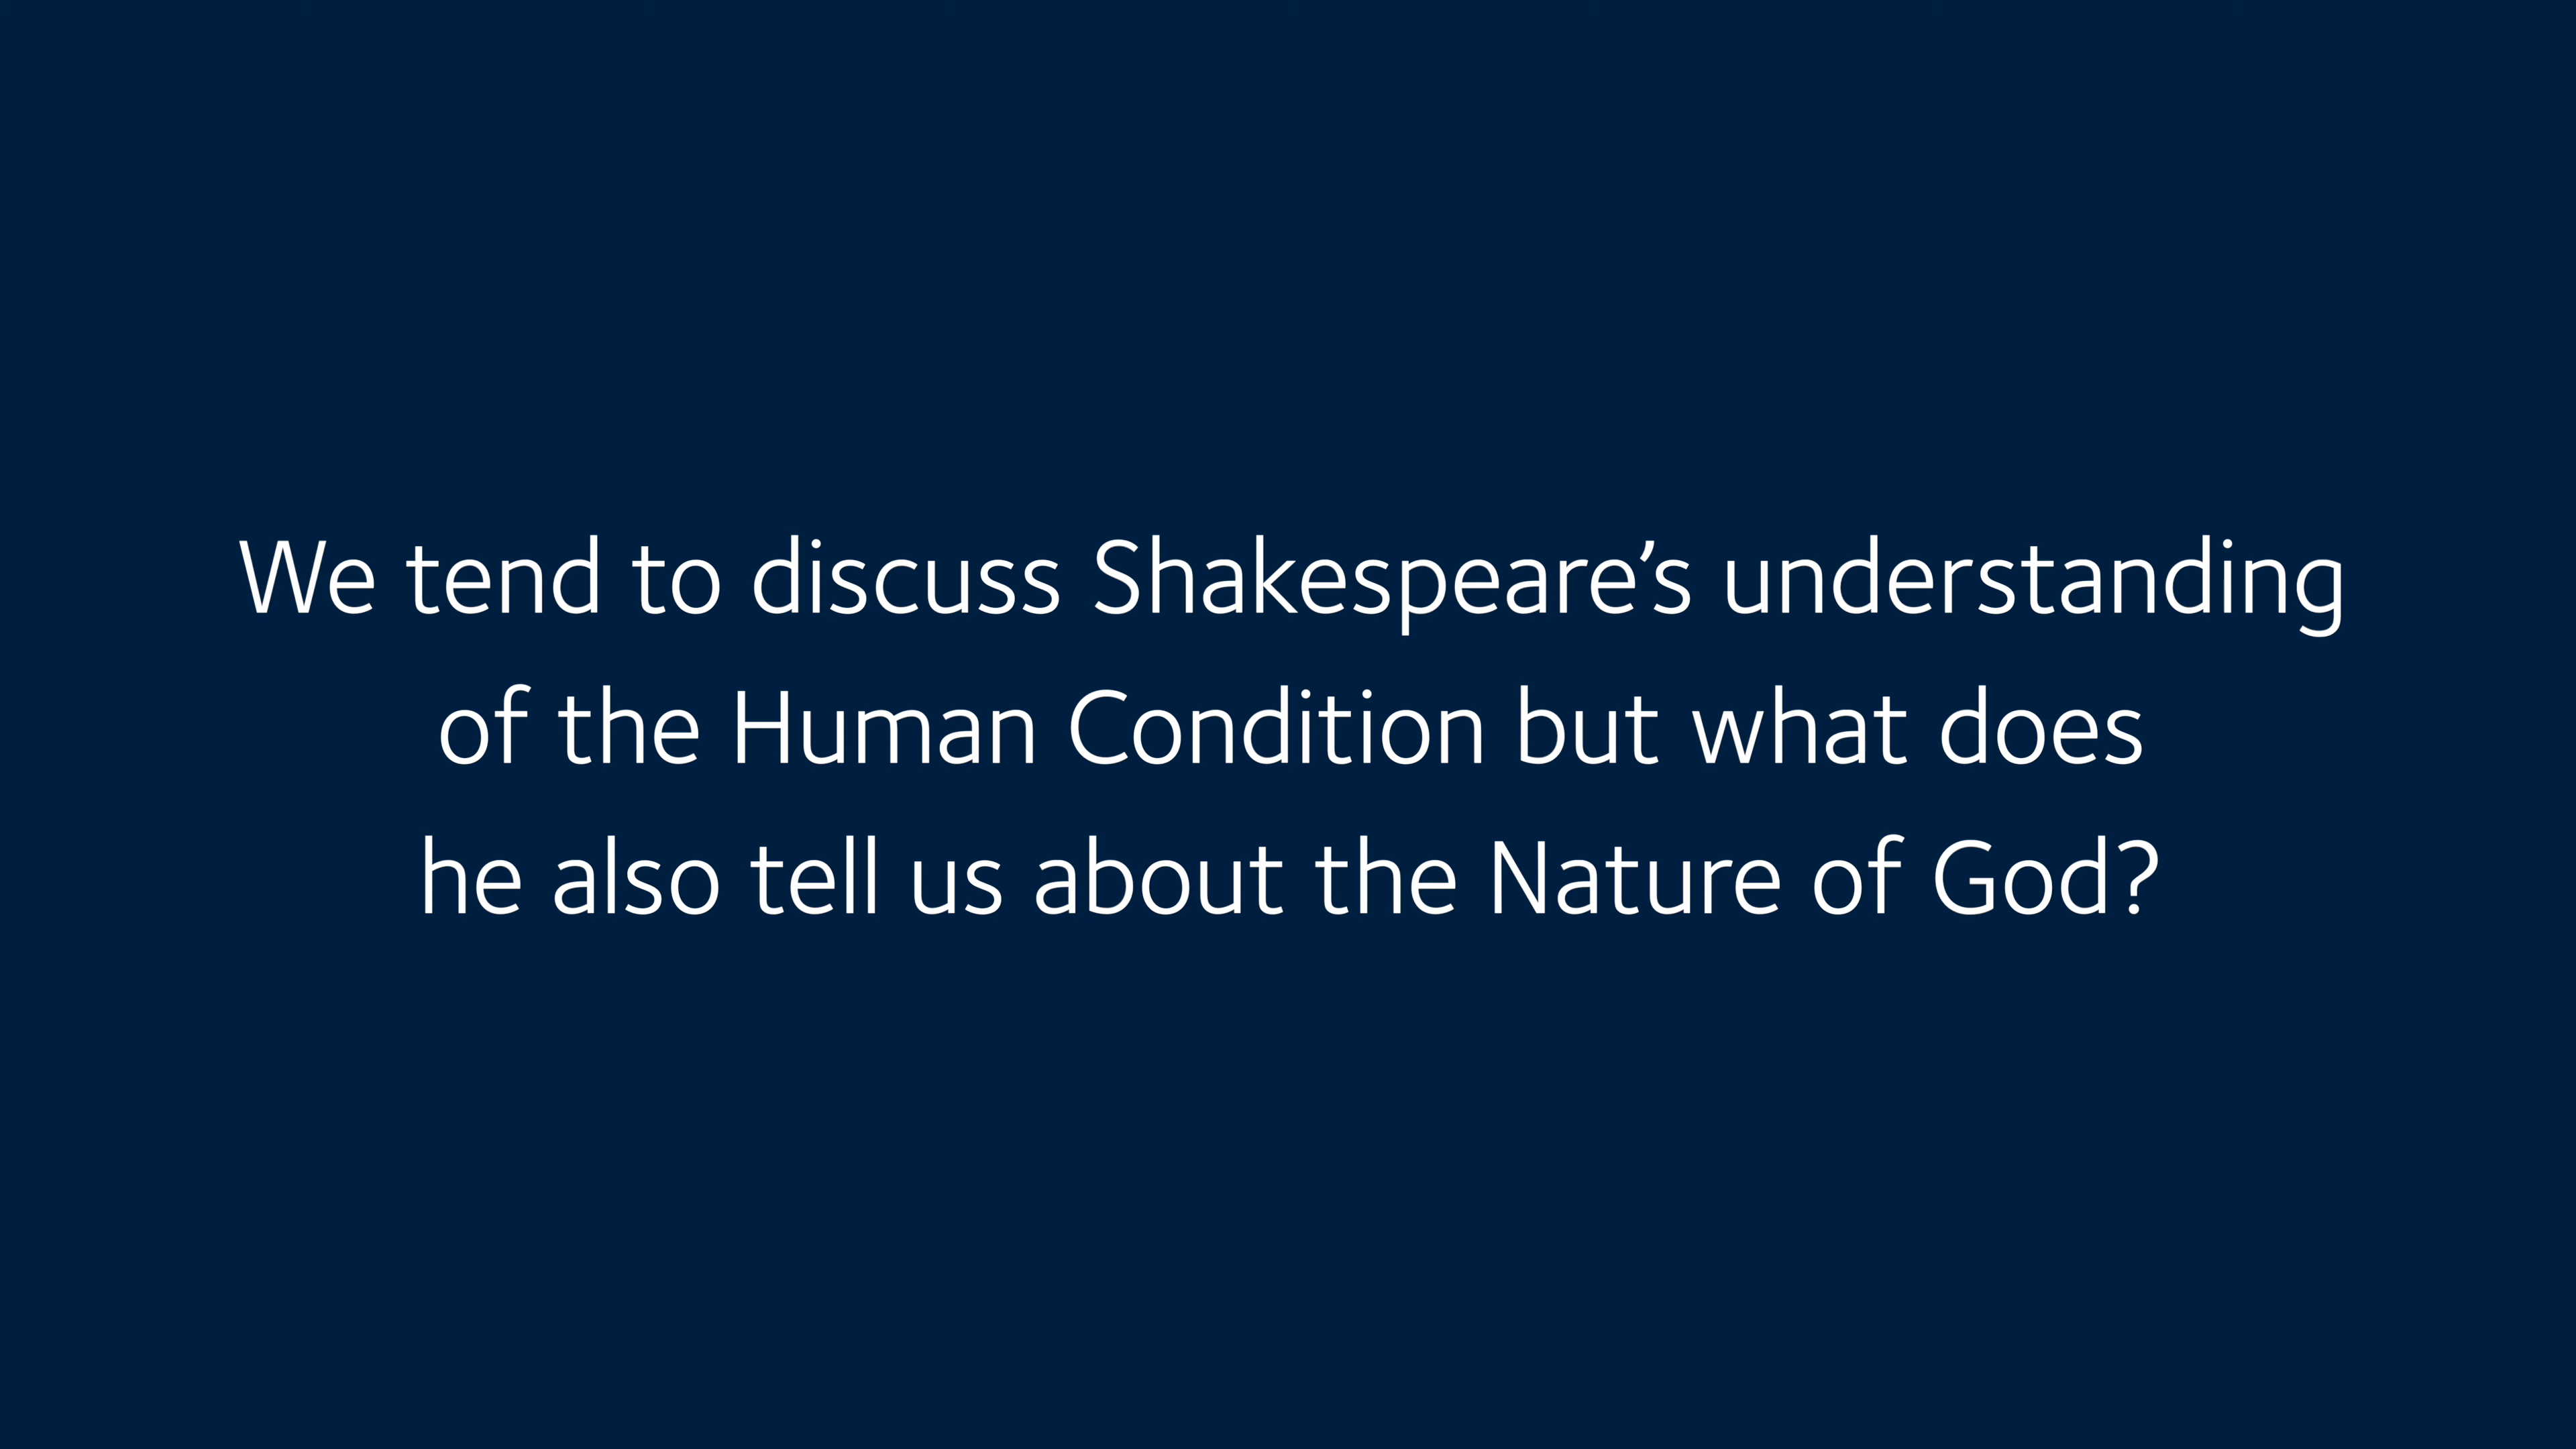 We tend to discuss Shakespeare’s understanding
of the Human Condition but what does
he also tell us about the Nature of God?